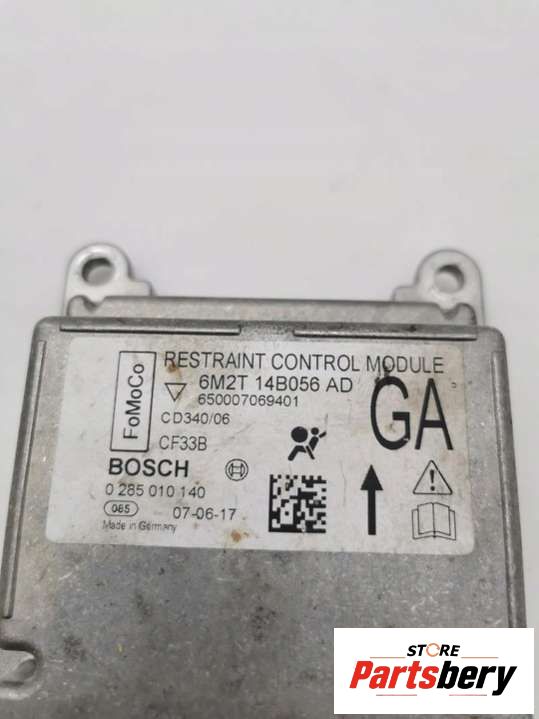 FoMoCo
RESTRAINT CONTROL MODULE
6M2T 14B056 AD
650007069401
CD340/06
CF33B
GA
BOSCH
0 285 010 140
065 07-06-17
Made in Germany
STORE
Partsbery